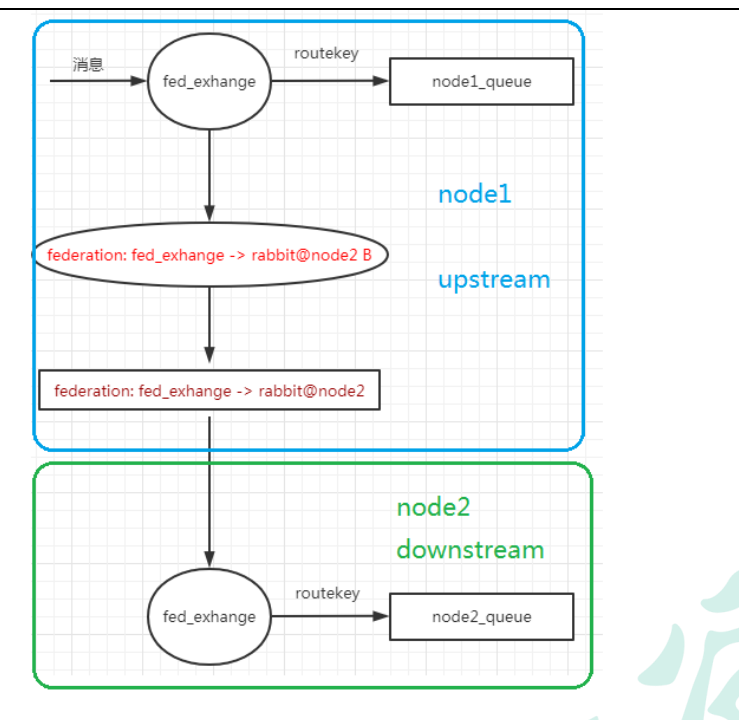 消息
routekey
fed_exhange
node1_queue
node1
federation: fed_exhange -> rabbit@node2 B
upstream
federation: fed_exhange -> rabbit@node2
node2
downstream
routekey
fed_exhange
node2_queue